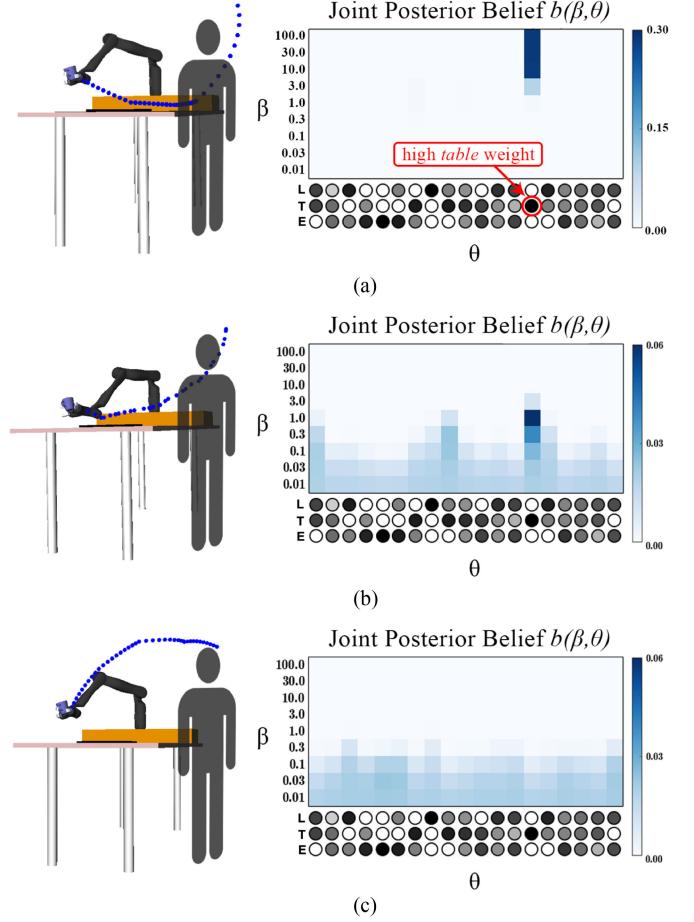 Joint Posterior Belief b(β,θ)
100.0
30.0
10.0
3.0
1.0
0.3
0.1
0.03
0.01
β
0.30
0.15
0.00
high table weight
L
T
E
θ
(a)
Joint Posterior Belief b(β,θ)
100.0
30.0
10.0
3.0
1.0
0.3
0.1
0.03
0.01
β
0.06
0.03
0.00
L
T
E
θ
(b)
Joint Posterior Belief b(β,θ)
100.0
30.0
10.0
3.0
1.0
0.3
0.1
0.03
0.01
β
0.06
0.03
0.00
L
T
E
θ
(c)